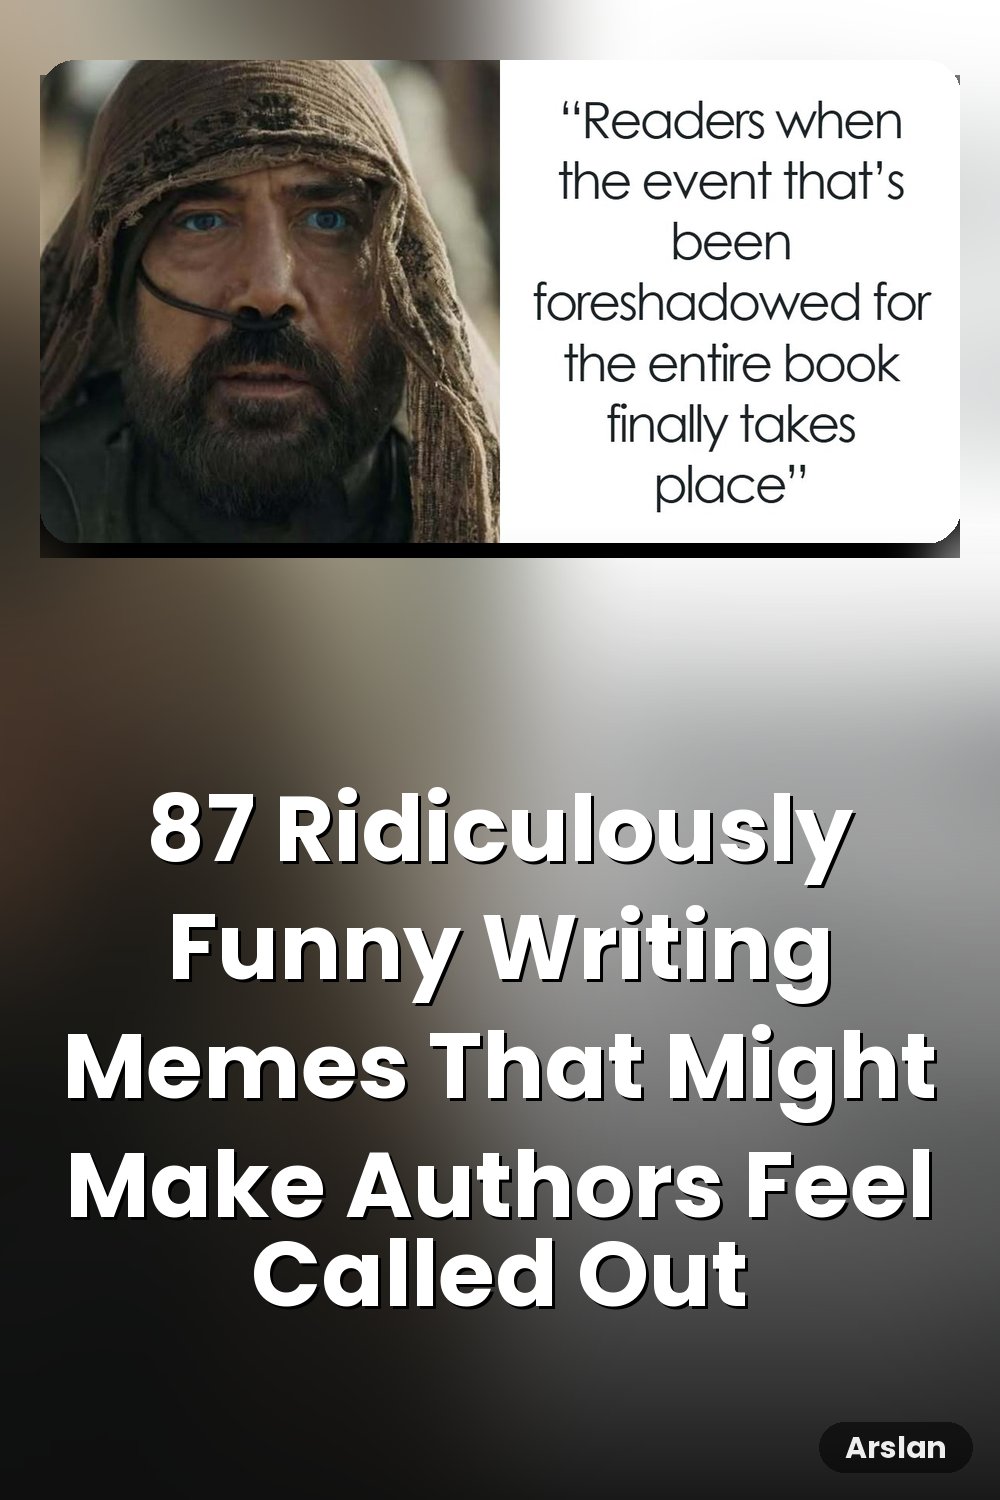 “Readers when
the event that’s
been
foreshadowed for
the entire book
finally takes
place”
87 Ridiculously
Funny Writing
Memes That Might
Make Authors Feel
Called Out
Arslan